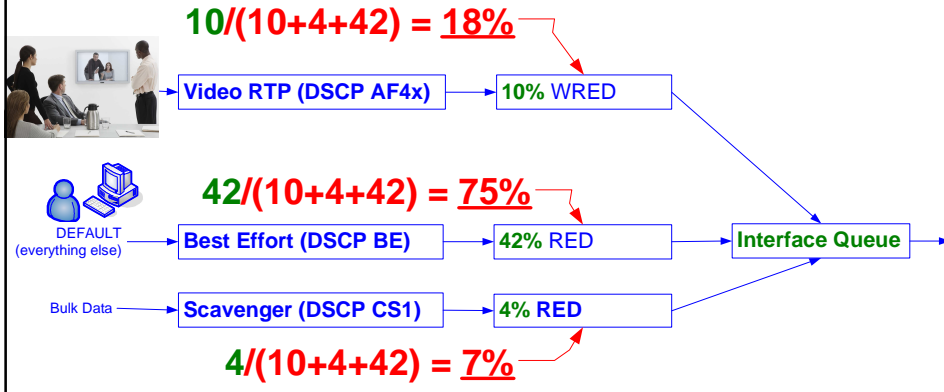 10/(10+4+42) = 18%
Video RTP (DSCP AF4x)
10% WRED
42/(10+4+42) = 75%
DEFAULT
(everything else)
Best Effort (DSCP BE)
42% RED
Interface Queue
Bulk Data
Scavenger (DSCP CS1)
4% RED
4/(10+4+42) = 7%